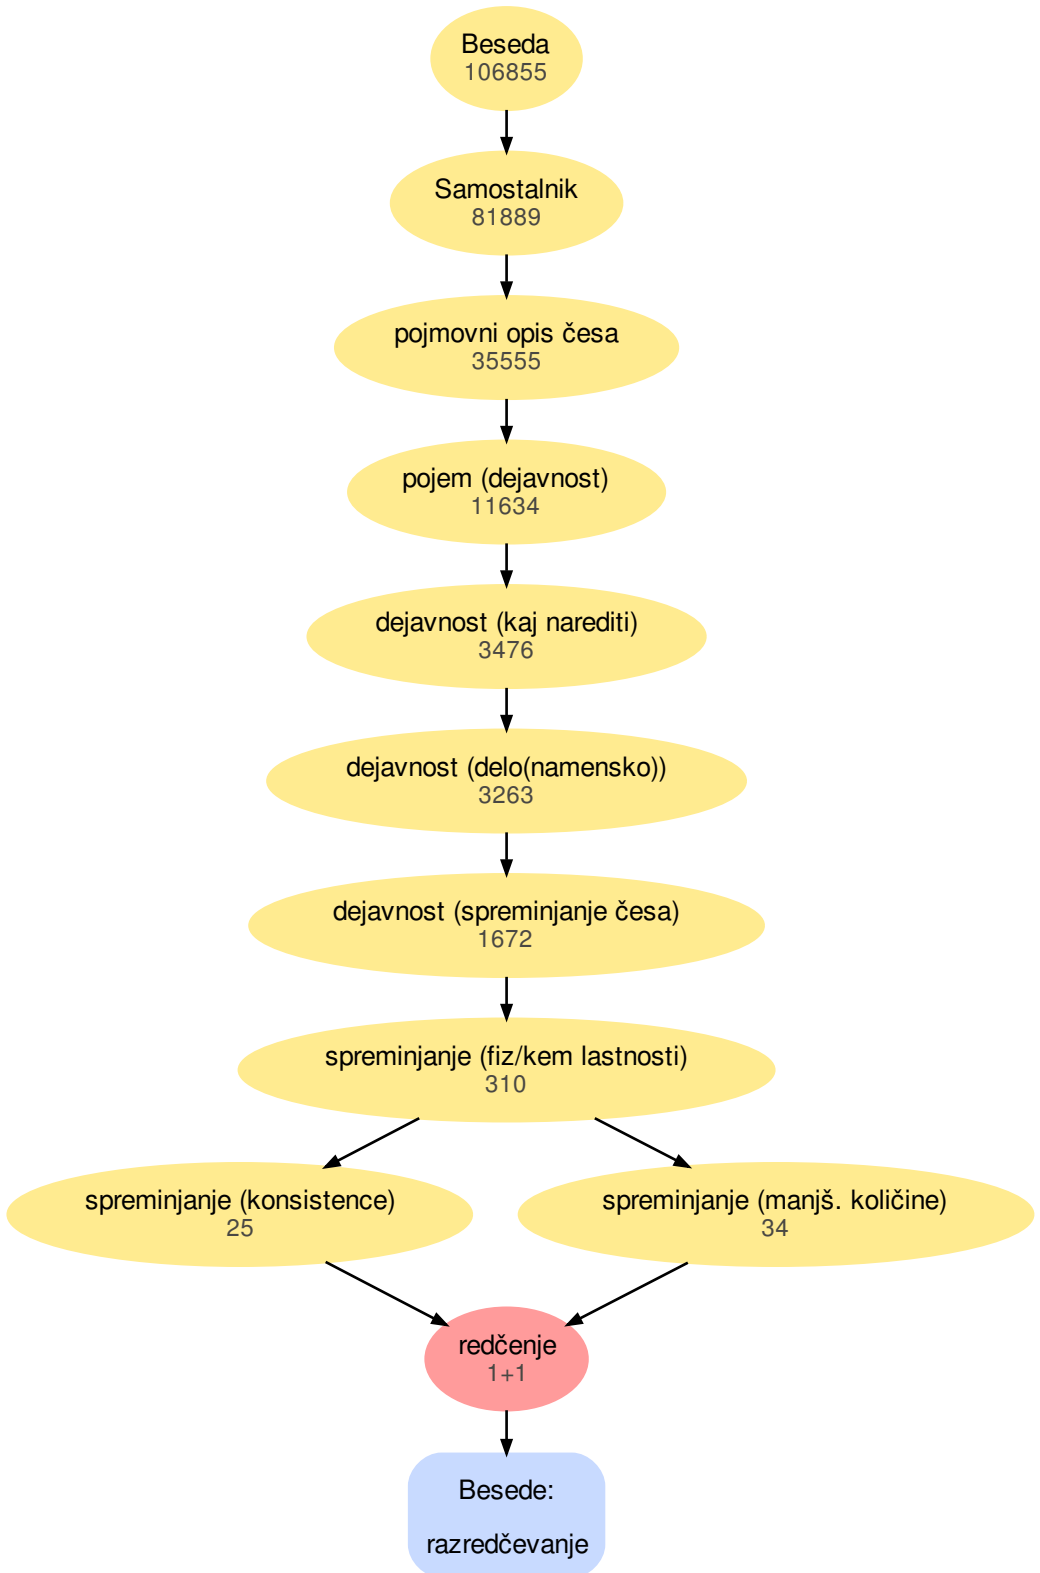 Beseda
106855
Samostalnik
81889
pojmovni opis česa
35555
pojem (dejavnost)
11634
dejavnost (kaj narediti)
3476
dejavnost (delo(namensko))
3263
dejavnost (spreminjanje česa)
1672
spreminjanje (fiz/kem lastnosti)
310
spreminjanje (konsistence)
25
spreminjanje (manjš. količine)
34
redčenje
1+1
Besede:
razredčevanje